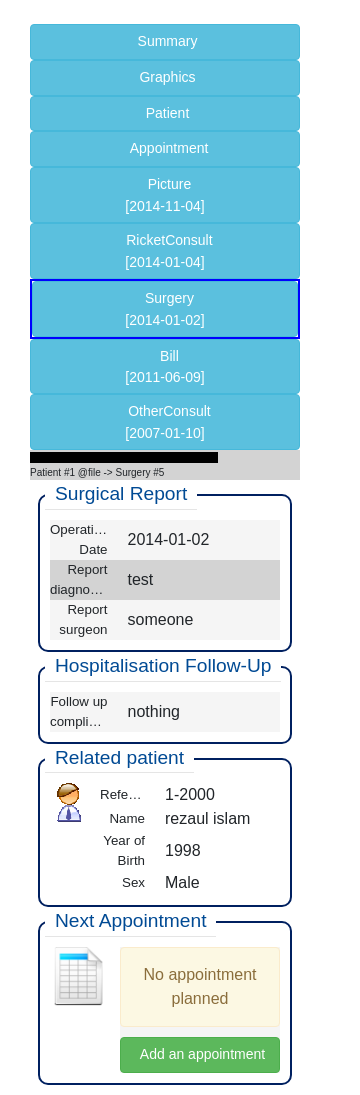 Summary
Graphics
Patient
Appointment
Picture
[2014-11-04]
RicketConsult
[2014-01-04]
Surgery
[2014-01-02]
Bill
[2011-06-09]
OtherConsult
[2007-01-10]
Patient #1 @file -> Surgery #5
Surgical Report
Operati…
Date
2014-01-02
Report
diagno…
test
Report
surgeon
someone
Hospitalisation Follow-Up
Follow up
compli…
nothing
Related patient
Refe… 1-2000
Name rezaul islam
Year of
Birth
1998
Sex Male
Next Appointment
No appointment
planned
Add an appointment